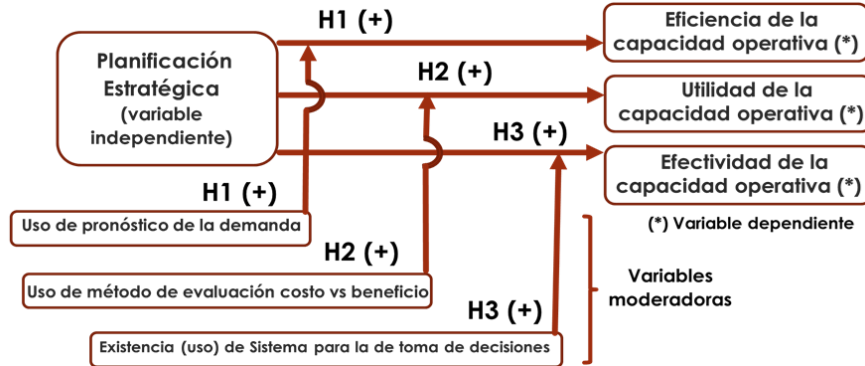 H1 (+)
Eficiencia de la
capacidad operativa (*)
Planificación
Estratégica
(variable
independiente)
H2 (+)
Utilidad de la
capacidad operativa (*)
H3 (+)
Efectividad de la
capacidad operativa (*)
H1 (+)
Uso de pronóstico de la demanda
(*) Variable dependiente
H2 (+)
Uso de método de evaluación costo vs beneficio
Variables
moderadoras
H3 (+)
Existencia (uso) de Sistema para la de toma de decisiones